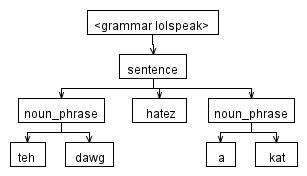 <grammar lolspeak>
sentence
noun_phrase hatez noun_phrase
teh dawg a kat